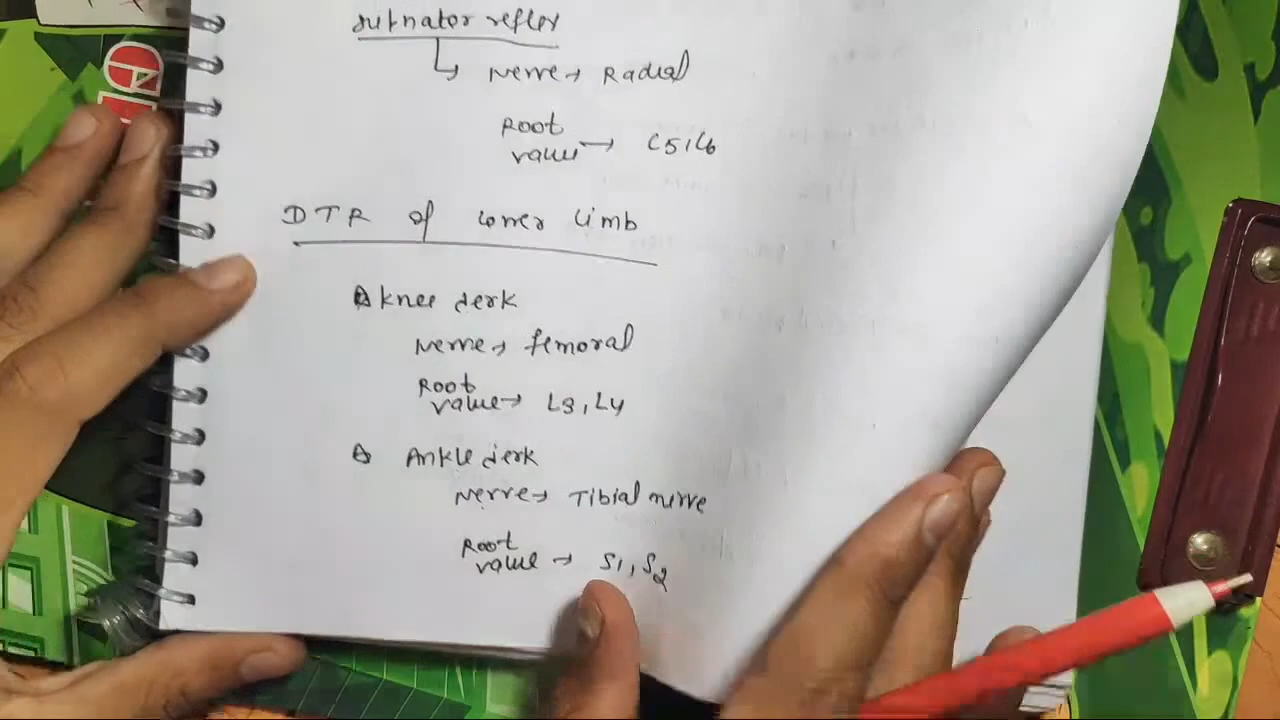 supinator reflex
↳ Nerve → Radial
Root value → C5,C6
DTR of lower limb
knee jerk
Nerve → femoral
Root value → L3, L4
Ankle jerk
Nerve → Tibial nerve
Root value → S1, S2